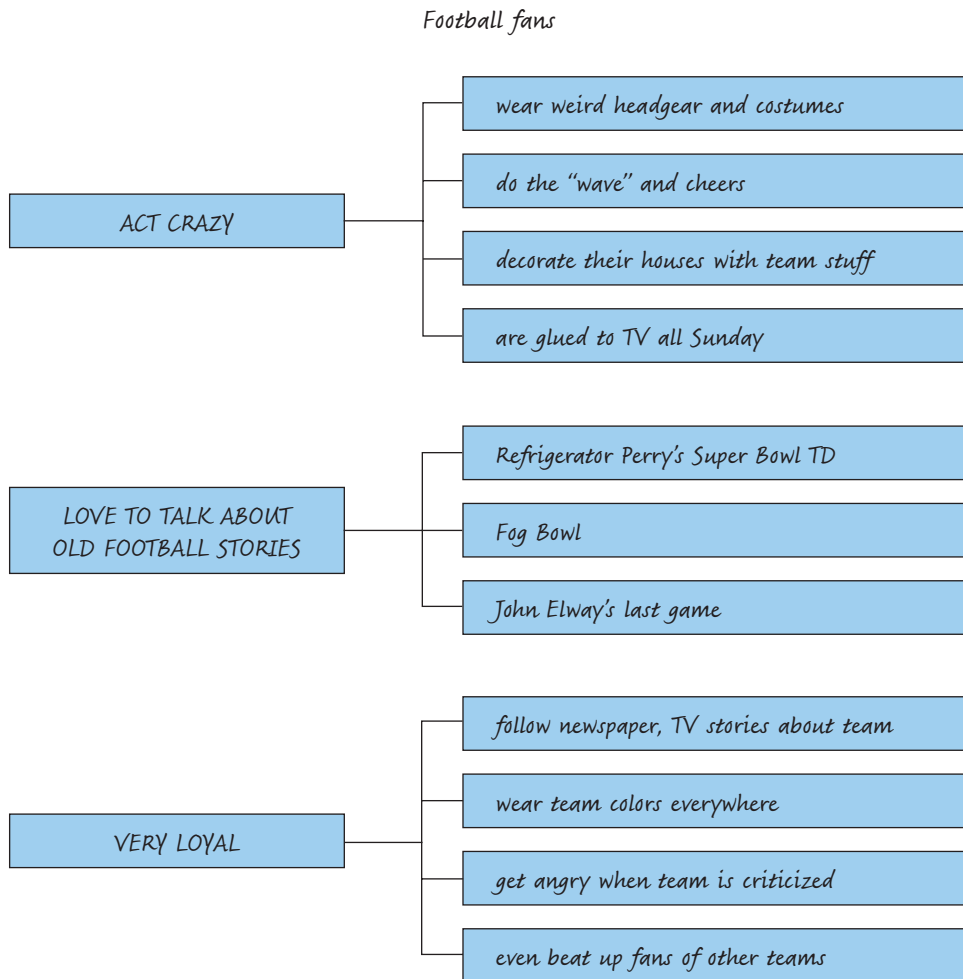 Football fans
wear weird headgear and costumes
do the “wave” and cheers
ACT CRAZY
decorate their houses with team stuff
are glued to TV all Sunday
Refrigerator Perry’s Super Bowl TD
LOVE TO TALK ABOUT
OLD FOOTBALL STORIES
Fog Bowl
John Elway’s last game
follow newspaper, TV stories about team
wear team colors everywhere
VERY LOYAL
get angry when team is criticized
even beat up fans of other teams